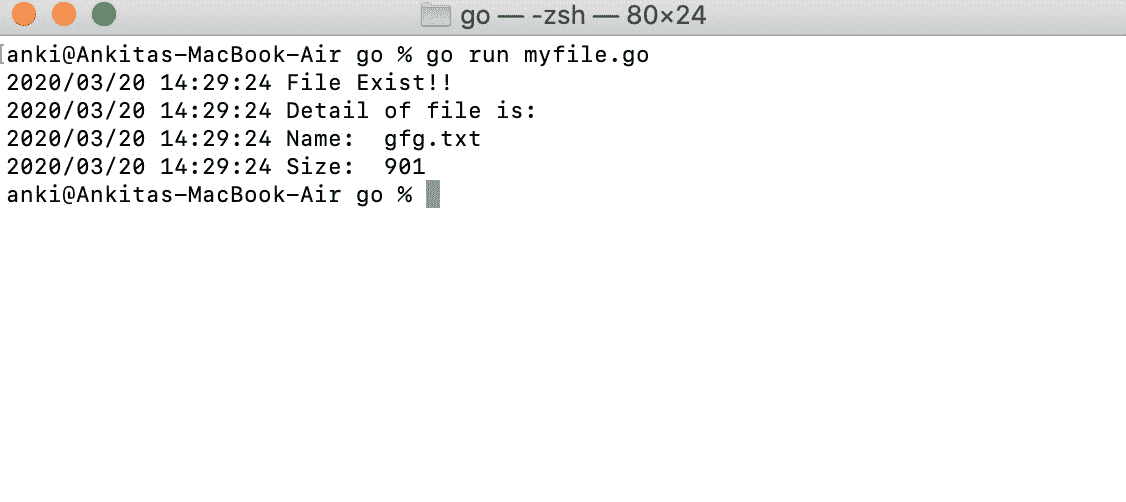 go — -zsh — 80×24
anki@Ankitas-MacBook-Air go % go run myfile.go
2020/03/20 14:29:24 File Exist!!
2020/03/20 14:29:24 Detail of file is:
2020/03/20 14:29:24 Name:  gfg.txt
2020/03/20 14:29:24 Size:  901
anki@Ankitas-MacBook-Air go %